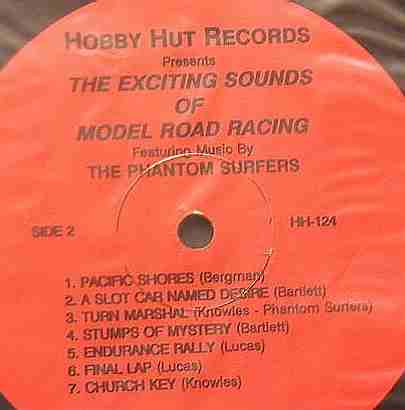 HOBBY HUT RECORDS
Presents
THE EXCITING SOUNDS
OF
MODEL ROAD RACING
Featuring Music By
THE PHANTOM SURFERS
SIDE 2
HH-124
1. PACIFIC SHORES (Bergman)
2. A SLOT CAR NAMED DESIRE (Bartlett)
3. TURN MARSHAL (Knowles - Phantom Surfers)
4. STUMPS OF MYSTERY (Bartlett)
5. ENDURANCE RALLY (Lucas)
6. FINAL LAP (Lucas)
7. CHURCH KEY (Knowles)